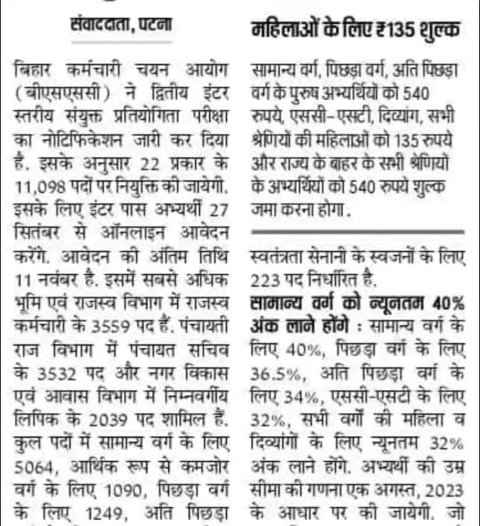 संवाददाता, पटना
बिहार कर्मचारी चयन आयोग
(बीएसएससी) ने द्वितीय इंटर
स्तरीय संयुक्त प्रतियोगिता परीक्षा
का नोटिफिकेशन जारी कर दिया
है. इसके अनुसार 22 प्रकार के
11,098 पदों पर नियुक्ति की जायेगी.
इसके लिए इंटर पास अभ्यर्थी 27
सितंबर से ऑनलाइन आवेदन
करेंगे. आवेदन की अंतिम तिथि
11 नवंबर है. इसमें सबसे अधिक
भूमि एवं राजस्व विभाग में राजस्व
कर्मचारी के 3559 पद हैं. पंचायती
राज विभाग में पंचायत सचिव
के 3532 पद और नगर विकास
एवं आवास विभाग में निम्नवर्गीय
लिपिक के 2039 पद शामिल हैं.
कुल पदों में सामान्य वर्ग के लिए
5064, आर्थिक रूप से कमजोर
वर्ग के लिए 1090, पिछड़ा वर्ग
के लिए 1249, अति पिछड़ा
महिलाओं के लिए ₹135 शुल्क
सामान्य वर्ग, पिछड़ा वर्ग, अति पिछड़ा
वर्ग के पुरुष अभ्यर्थियों को 540
रुपये, एससी-एसटी, दिव्यांग, सभी
श्रेणियों की महिलाओं को 135 रुपये
और राज्य के बाहर के सभी श्रेणियों
के अभ्यर्थियों को 540 रुपये शुल्क
जमा करना होगा.
स्वतंत्रता सेनानी के स्वजनों के लिए
223 पद निर्धारित है.
सामान्य वर्ग को न्यूनतम 40%
अंक लाने होंगे : सामान्य वर्ग के
लिए 40%, पिछड़ा वर्ग के लिए
36.5%, अति पिछड़ा वर्ग के
लिए 34%, एससी-एसटी के लिए
32%, सभी वर्गों की महिला व
दिव्यांगों के लिए न्यूनतम 32%
अंक लाने होंगे. अभ्यर्थी की उम्र
सीमा की गणना एक अगस्त, 2023
के आधार पर की जायेगी. जो